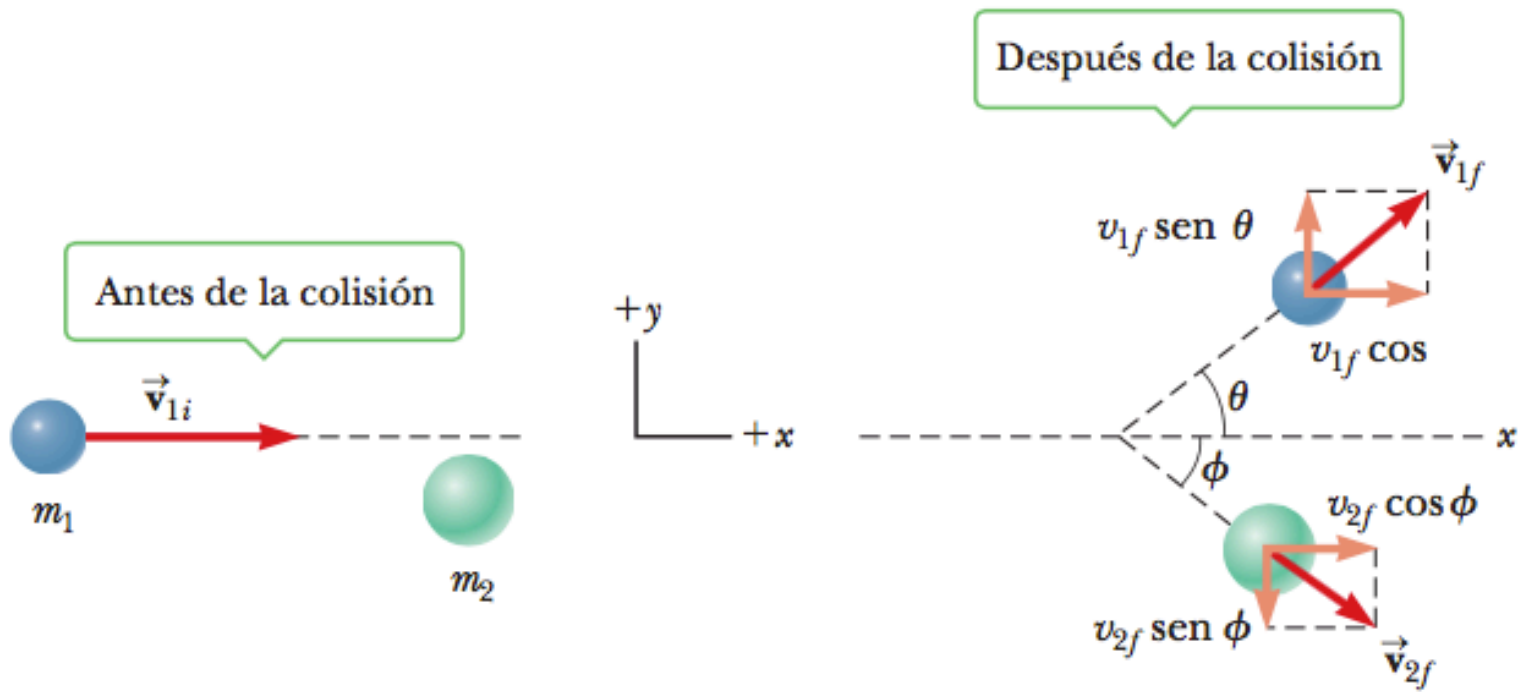 Antes de la colisión
v⃗₁ᵢ
m₁
m₂
+y
+x
Después de la colisión
v⃗₁f
v₁f sen θ
v₁f cos
θ
x
ϕ
v₂f cos ϕ
v₂f sen ϕ
v⃗₂f